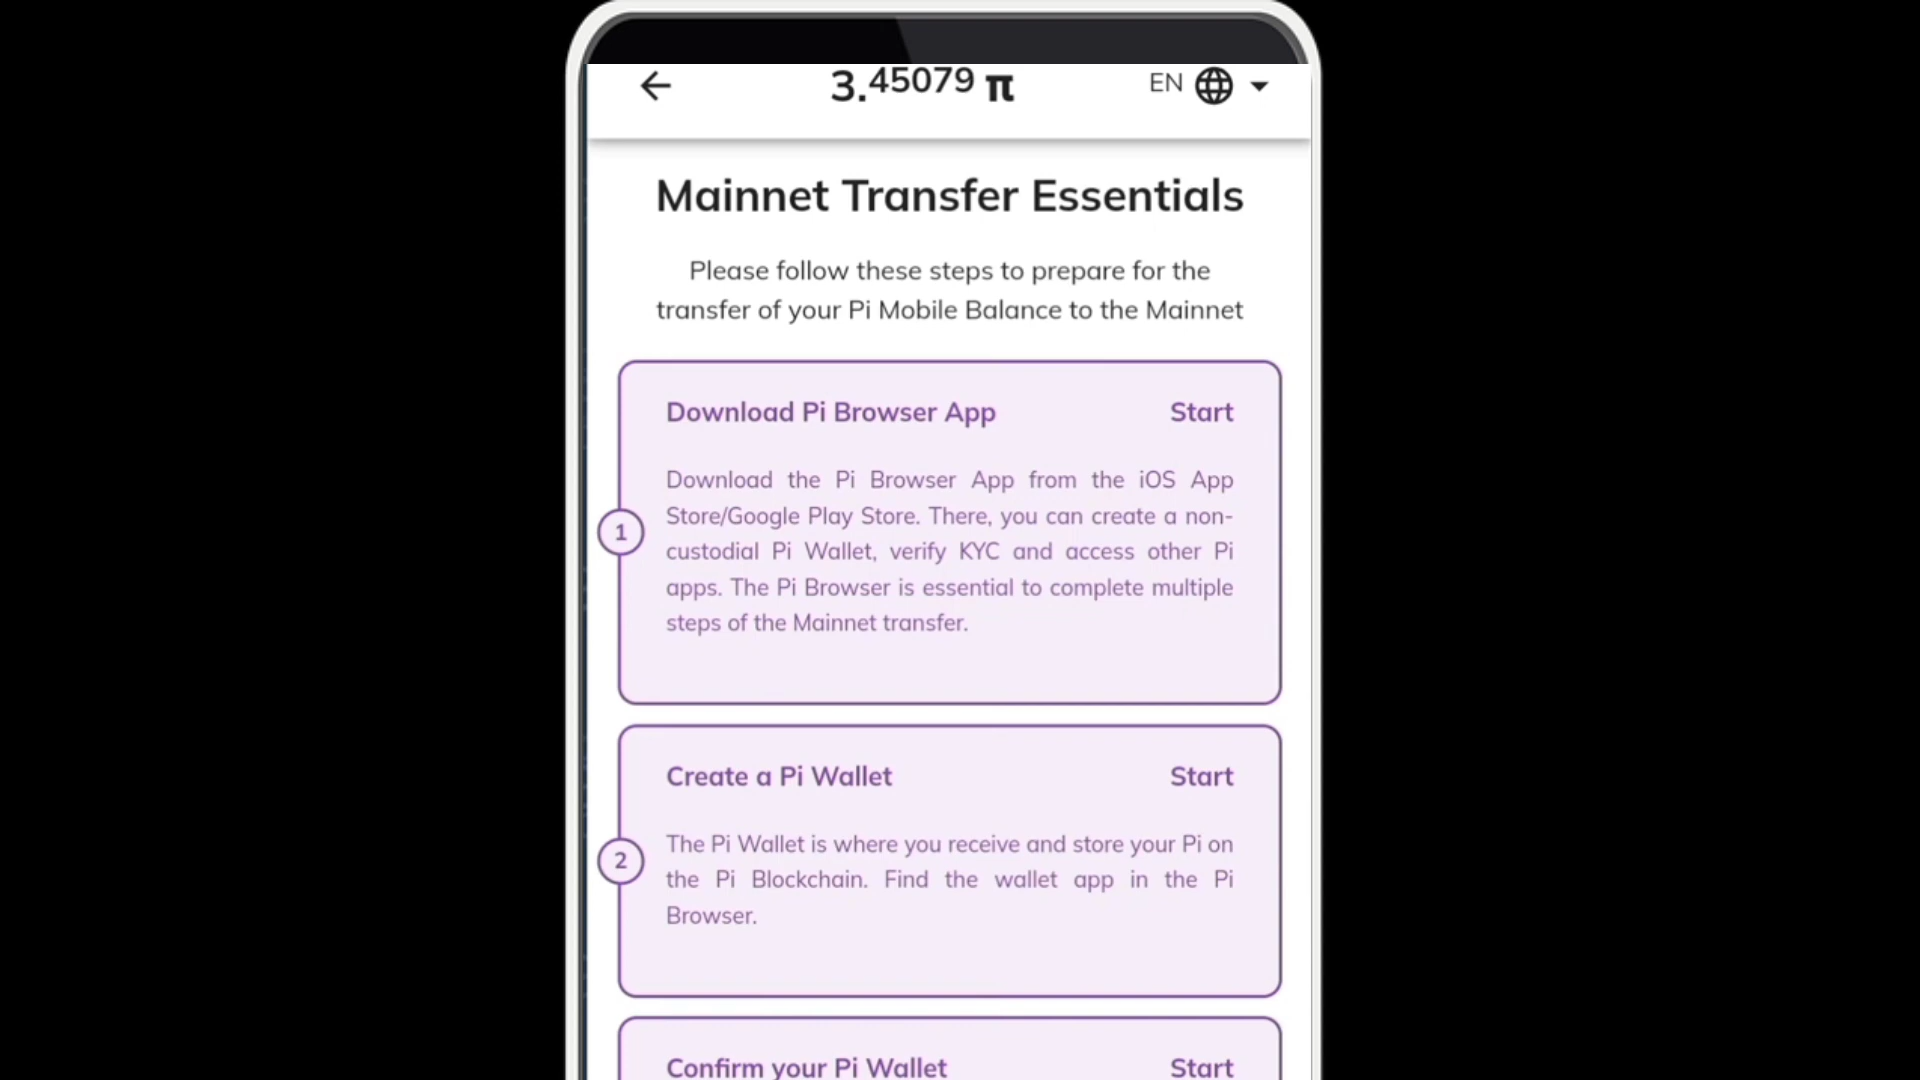 3.45079 π
EN
Mainnet Transfer Essentials
Please follow these steps to prepare for the
transfer of your Pi Mobile Balance to the Mainnet
Download Pi Browser App Start
1
Download the Pi Browser App from the iOS App
Store/Google Play Store. There, you can create a non-
custodial Pi Wallet, verify KYC and access other Pi
apps. The Pi Browser is essential to complete multiple
steps of the Mainnet transfer.
Create a Pi Wallet Start
2
The Pi Wallet is where you receive and store your Pi on
the Pi Blockchain. Find the wallet app in the Pi
Browser.
Confirm your Pi Wallet Start